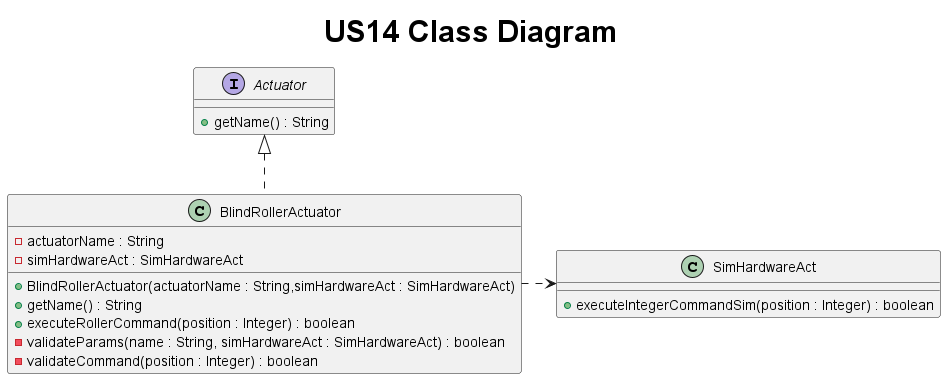 US14 Class Diagram
I Actuator
getName() : String
C BlindRollerActuator
actuatorName : String
simHardwareAct : SimHardwareAct
BlindRollerActuator(actuatorName : String,simHardwareAct : SimHardwareAct)
getName() : String
executeRollerCommand(position : Integer) : boolean
validateParams(name : String, simHardwareAct : SimHardwareAct) : boolean
validateCommand(position : Integer) : boolean
C SimHardwareAct
executeIntegerCommandSim(position : Integer) : boolean